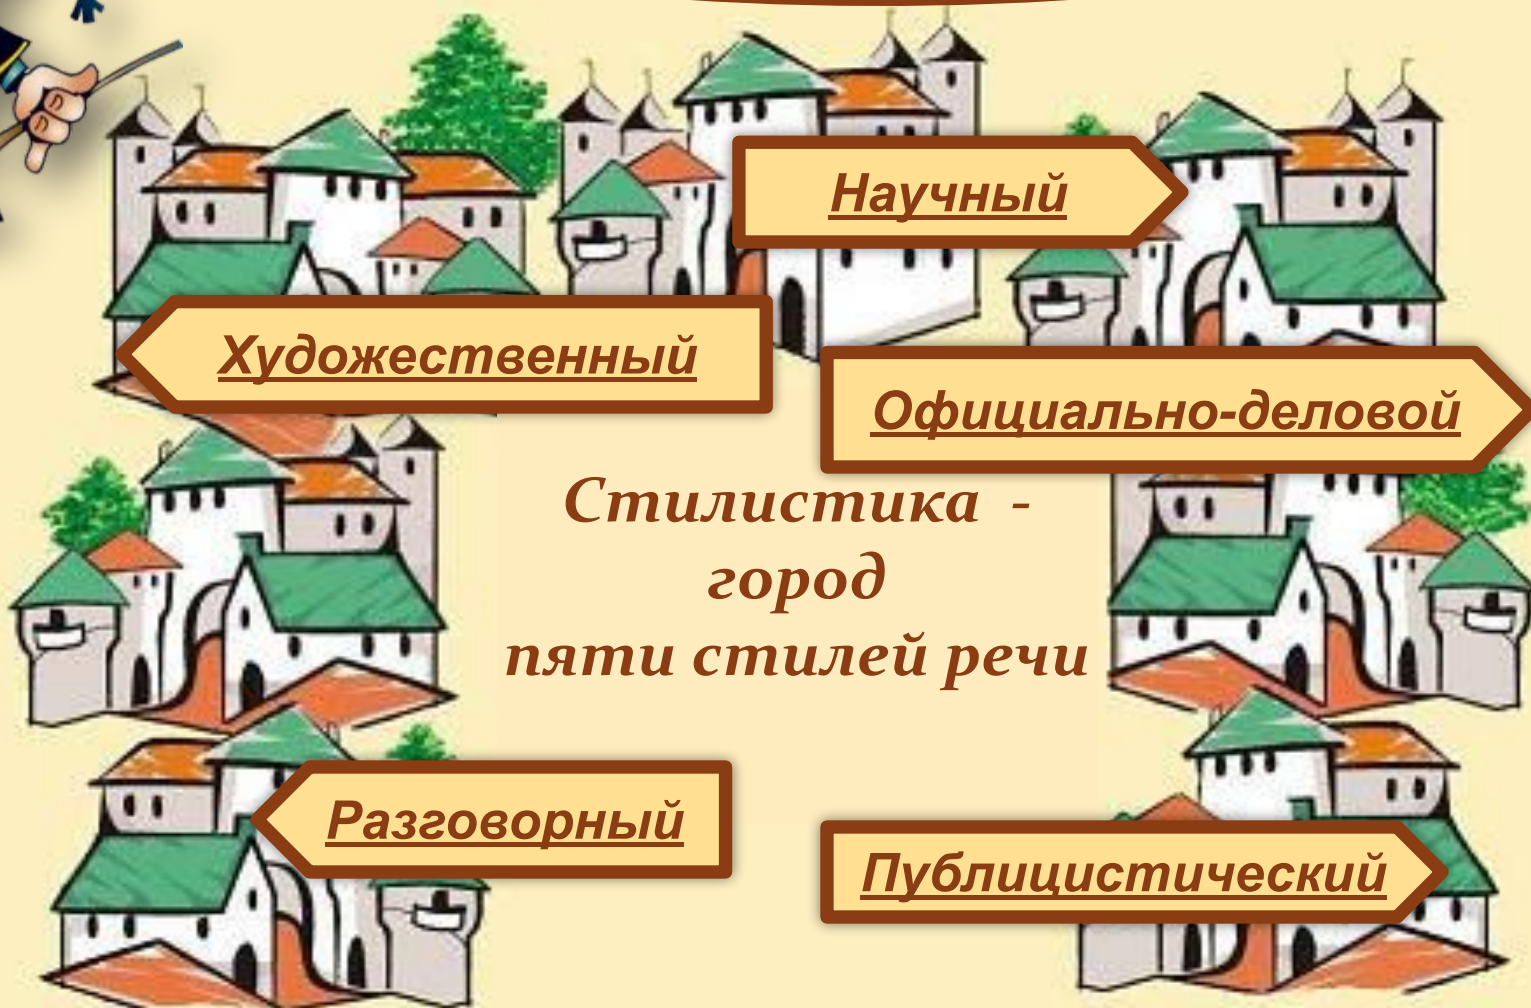 Научный
Художественный
Официально-деловой
Стилистика -
город
пяти стилей речи
Разговорный
Публицистический